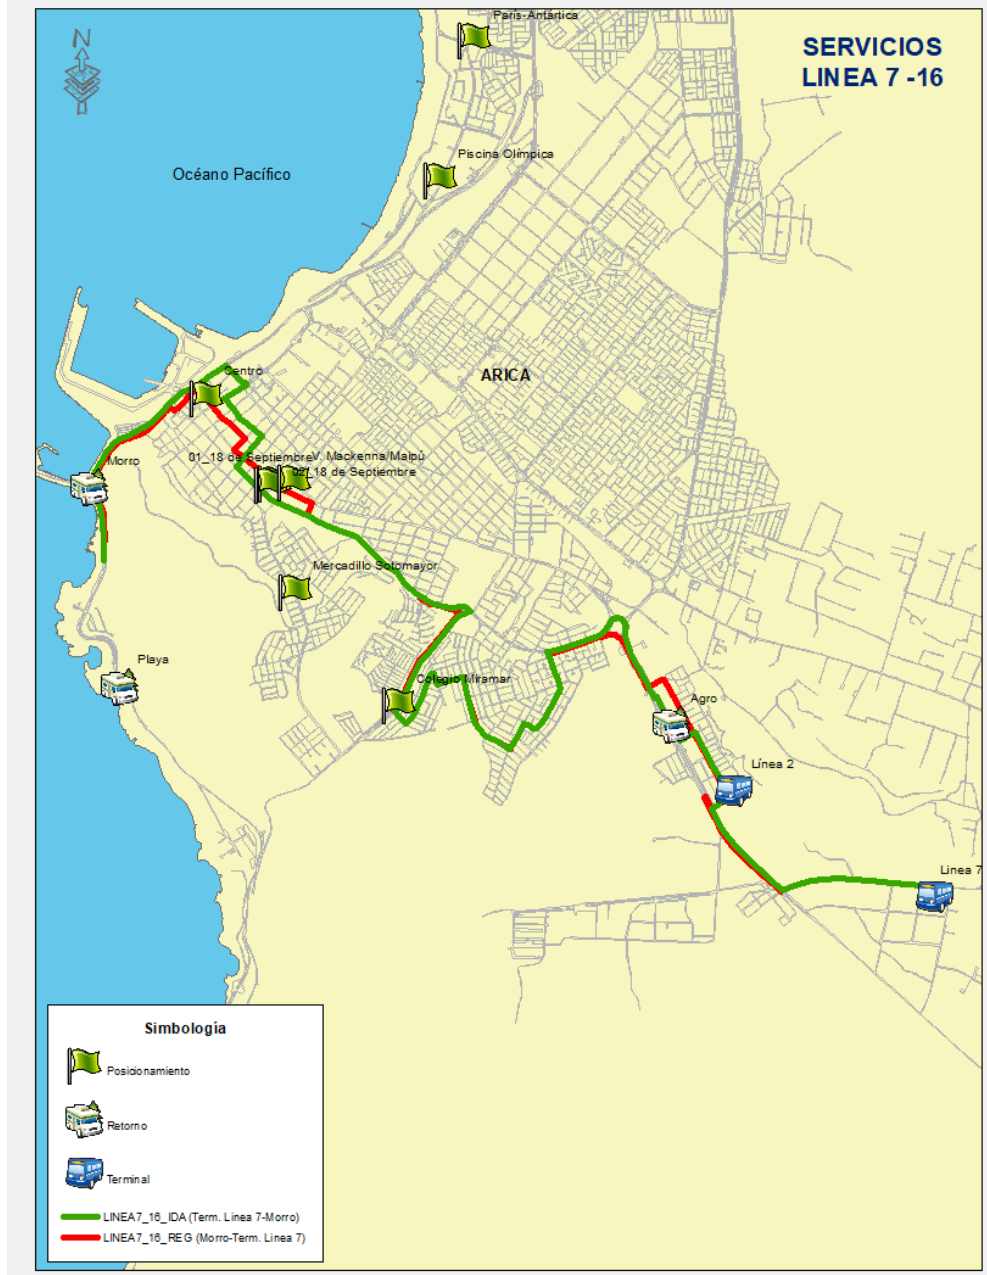 París-Antártica
N
SERVICIOS
LINEA 7 -16
Piscina Olímpica
Océano Pacífico
Centro
ARICA
01_18 de Septiembre
V. Mackenna/Maipú
02_18 de Septiembre
Morro
Mercadillo Sotomayor
Playa
Colegio Miramar
Agro
Línea 2
Linea 7
Simbología
Posicionamiento
Retorno
Terminal
LINEA7_16_IDA (Term. Linea 7-Morro)
LINEA7_16_REG (Morro-Term. Linea 7)